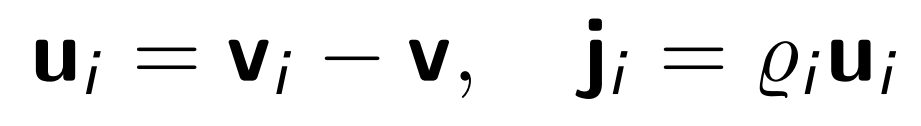 𝐮ᵢ = 𝐯ᵢ − 𝐯, 𝐣ᵢ = ϱᵢ𝐮ᵢ